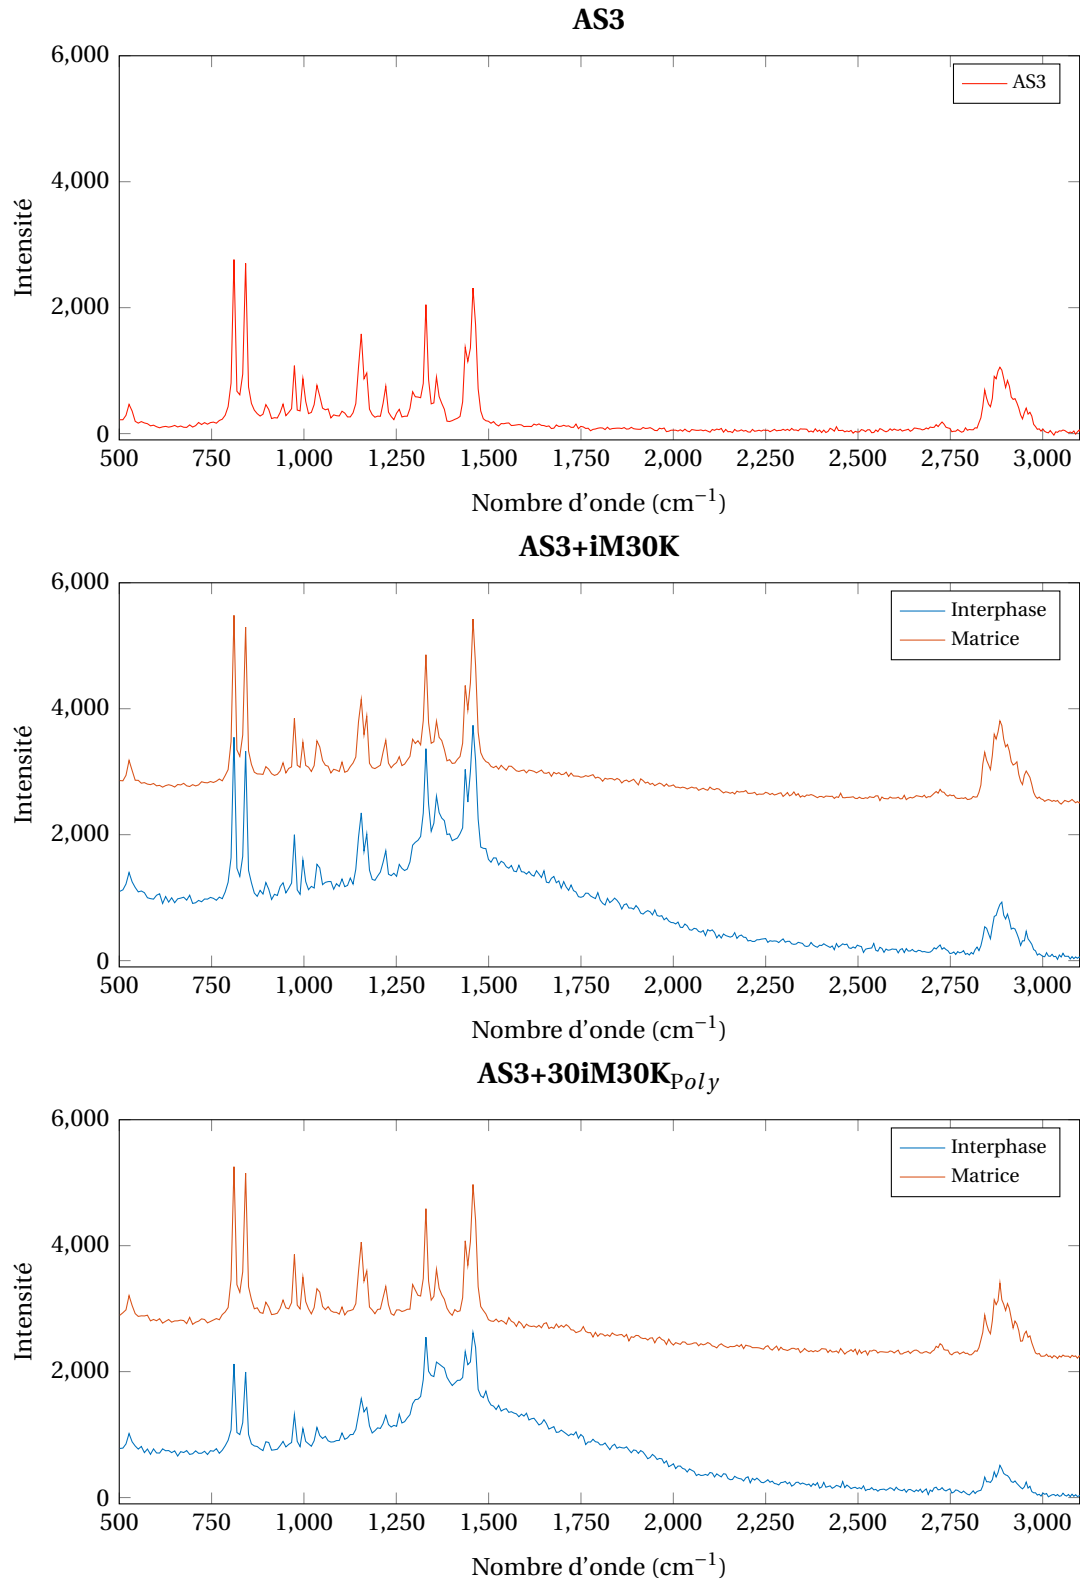 AS3
6,000
4,000
2,000
0
Intensité
AS3
500 750 1,000 1,250 1,500 1,750 2,000 2,250 2,500 2,750 3,000
Nombre d'onde (cm⁻¹)
AS3+iM30K
6,000
4,000
2,000
0
Intensité
Interphase
Matrice
500 750 1,000 1,250 1,500 1,750 2,000 2,250 2,500 2,750 3,000
Nombre d'onde (cm⁻¹)
AS3+30iM30K_Poly
6,000
4,000
2,000
0
Intensité
Interphase
Matrice
500 750 1,000 1,250 1,500 1,750 2,000 2,250 2,500 2,750 3,000
Nombre d'onde (cm⁻¹)